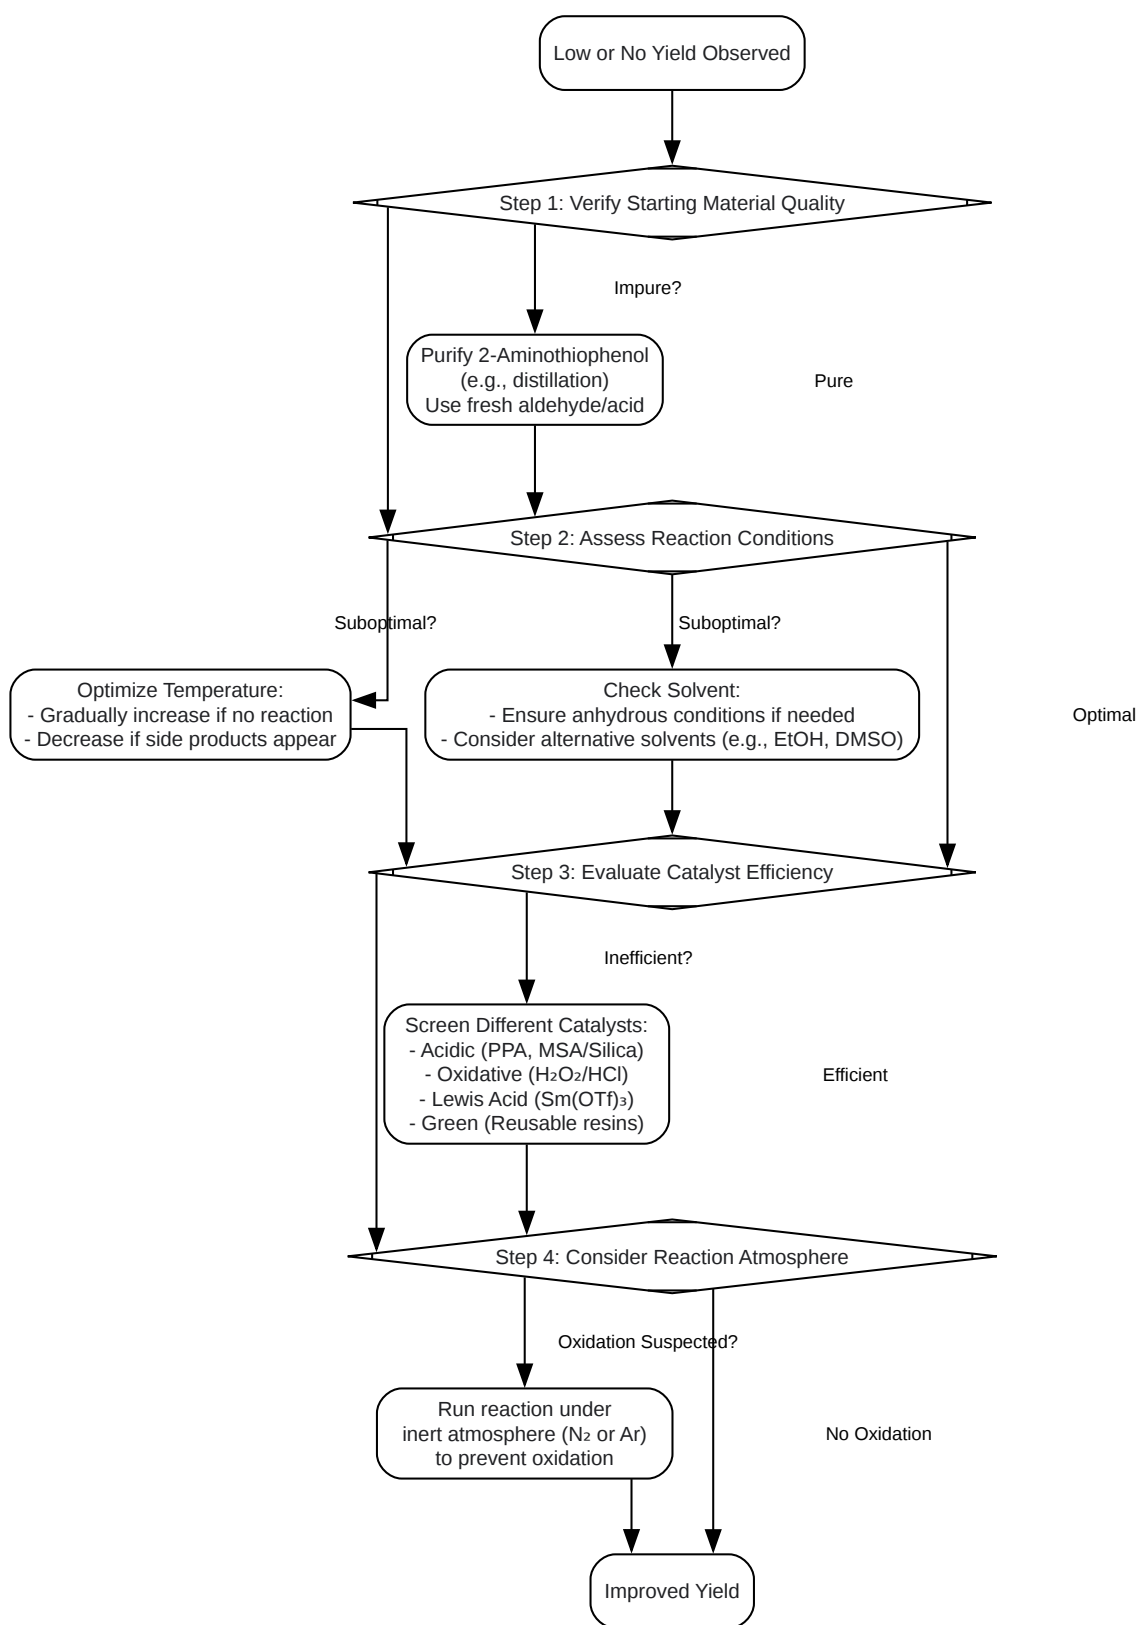 Low or No Yield Observed
Step 1: Verify Starting Material Quality
Impure?
Purify 2-Aminothiophenol
(e.g., distillation)
Use fresh aldehyde/acid
Pure
Step 2: Assess Reaction Conditions
Suboptimal?
Suboptimal?
Optimize Temperature:
- Gradually increase if no reaction
- Decrease if side products appear
Check Solvent:
- Ensure anhydrous conditions if needed
- Consider alternative solvents (e.g., EtOH, DMSO)
Optimal
Step 3: Evaluate Catalyst Efficiency
Inefficient?
Screen Different Catalysts:
- Acidic (PPA, MSA/Silica)
- Oxidative (H₂O₂/HCl)
- Lewis Acid (Sm(OTf)₃)
- Green (Reusable resins)
Efficient
Step 4: Consider Reaction Atmosphere
Oxidation Suspected?
Run reaction under
inert atmosphere (N₂ or Ar)
to prevent oxidation
No Oxidation
Improved Yield